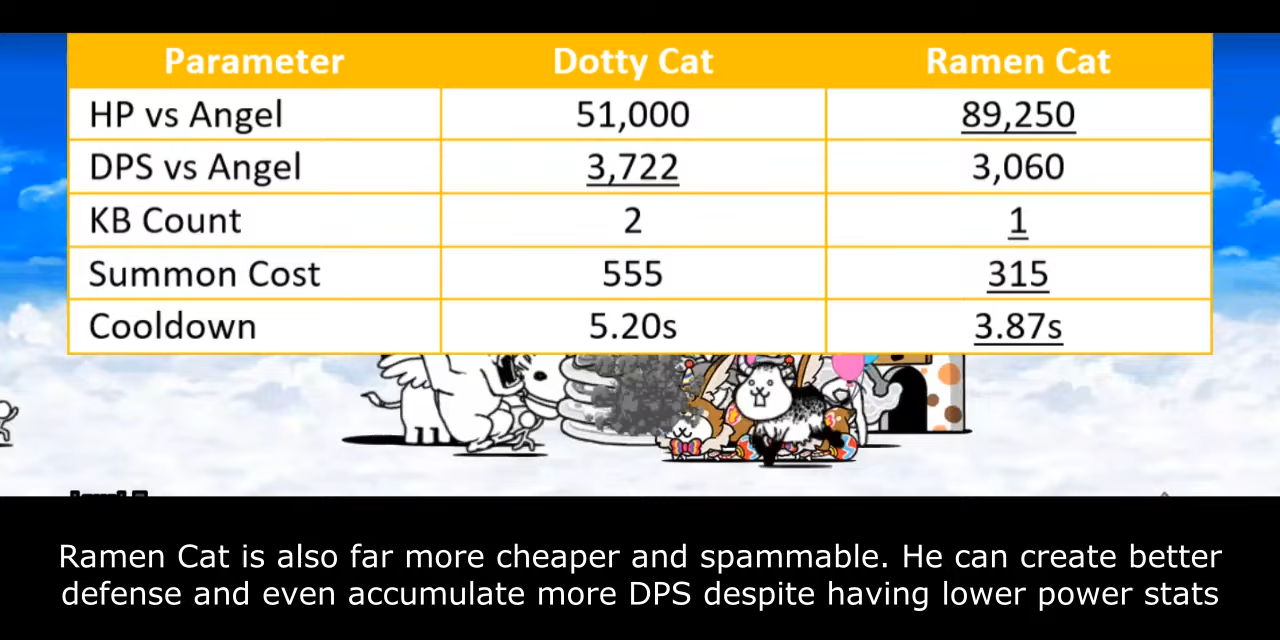 Parameter Dotty Cat Ramen Cat
HP vs Angel 51,000 89,250
DPS vs Angel 3,722 3,060
KB Count 2 1
Summon Cost 555 315
Cooldown 5.20s 3.87s
Ramen Cat is also far more cheaper and spammable. He can create better
defense and even accumulate more DPS despite having lower power stats